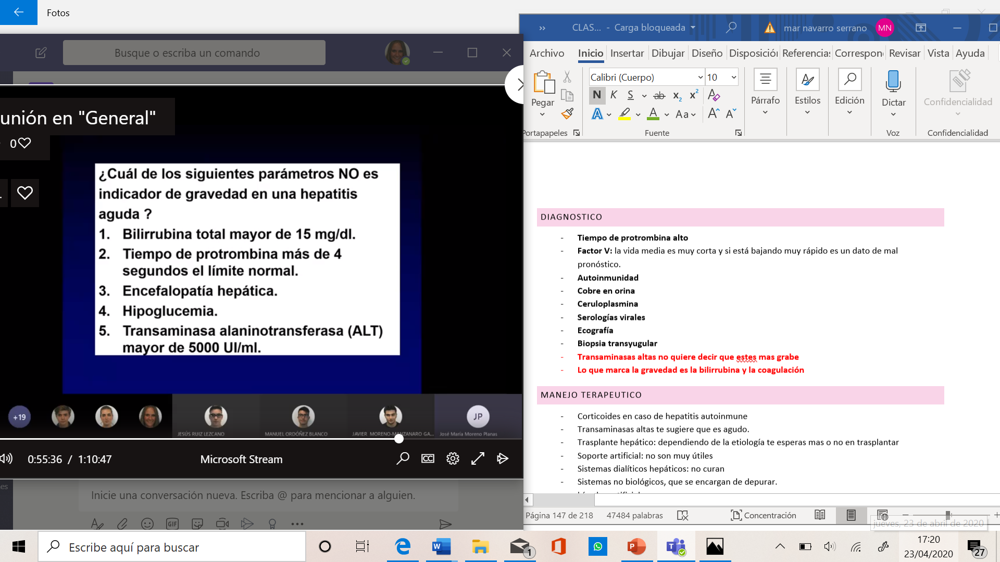 Fotos
Busque o escriba un comando
unión en "General"
0
¿Cuál de los siguientes parámetros NO es
indicador de gravedad en una hepatitis
aguda ?
1. Bilirrubina total mayor de 15 mg/dl.
2. Tiempo de protrombina más de 4
segundos el límite normal.
3. Encefalopatía hepática.
4. Hipoglucemia.
5. Transaminasa alaninotransferasa (ALT)
mayor de 5000 UI/ml.
+19
JP
JESÚS RUIZ LEZCANO
MANUEL ORDÓÑEZ BLANCO
JAVIER MORENO-MANZANARO GA...
José María Moreno Planas
0:55:36 / 1:10:47
Microsoft Stream
CC
Inicie una conversación nueva. Escriba @ para mencionar a alguien.
GIF
CLAS... - Carga bloqueada
mar navarro serrano
MN
Archivo Inicio Insertar Dibujar Diseño Disposición Referencias Correspon Revisar Vista Ayuda
Calibri (Cuerpo) 10
Pegar
N K S ab x2 x2 A
A A Aa A A
Párrafo
Estilos
Edición
Dictar
Confidencialidad
Portapapeles
Fuente
Voz
Confidencialidad
DIAGNOSTICO
- Tiempo de protrombina alto
- Factor V: la vida media es muy corta y si está bajando muy rápido es un dato de mal
pronóstico.
- Autoinmunidad
- Cobre en orina
- Ceruloplasmina
- Serologías virales
- Ecografía
- Biopsia transyugular
- Transaminasas altas no quiere decir que estes mas grabe
- Lo que marca la gravedad es la bilirrubina y la coagulación
MANEJO TERAPEUTICO
- Corticoides en caso de hepatitis autoinmune
- Transaminasas altas te sugiere que es agudo.
- Trasplante hepático: dependiendo de la etiología te esperas mas o no en trasplantar
- Soporte artificial: no son muy útiles
- Sistemas dialíticos hepáticos: no curan
- Sistemas no biológicos, que se encargan de depurar.
Página 147 de 218
47484 palabras
Concentración
jueves, 23 de abril de 2020
Escribe aquí para buscar
1
17:20
23/04/2020
27